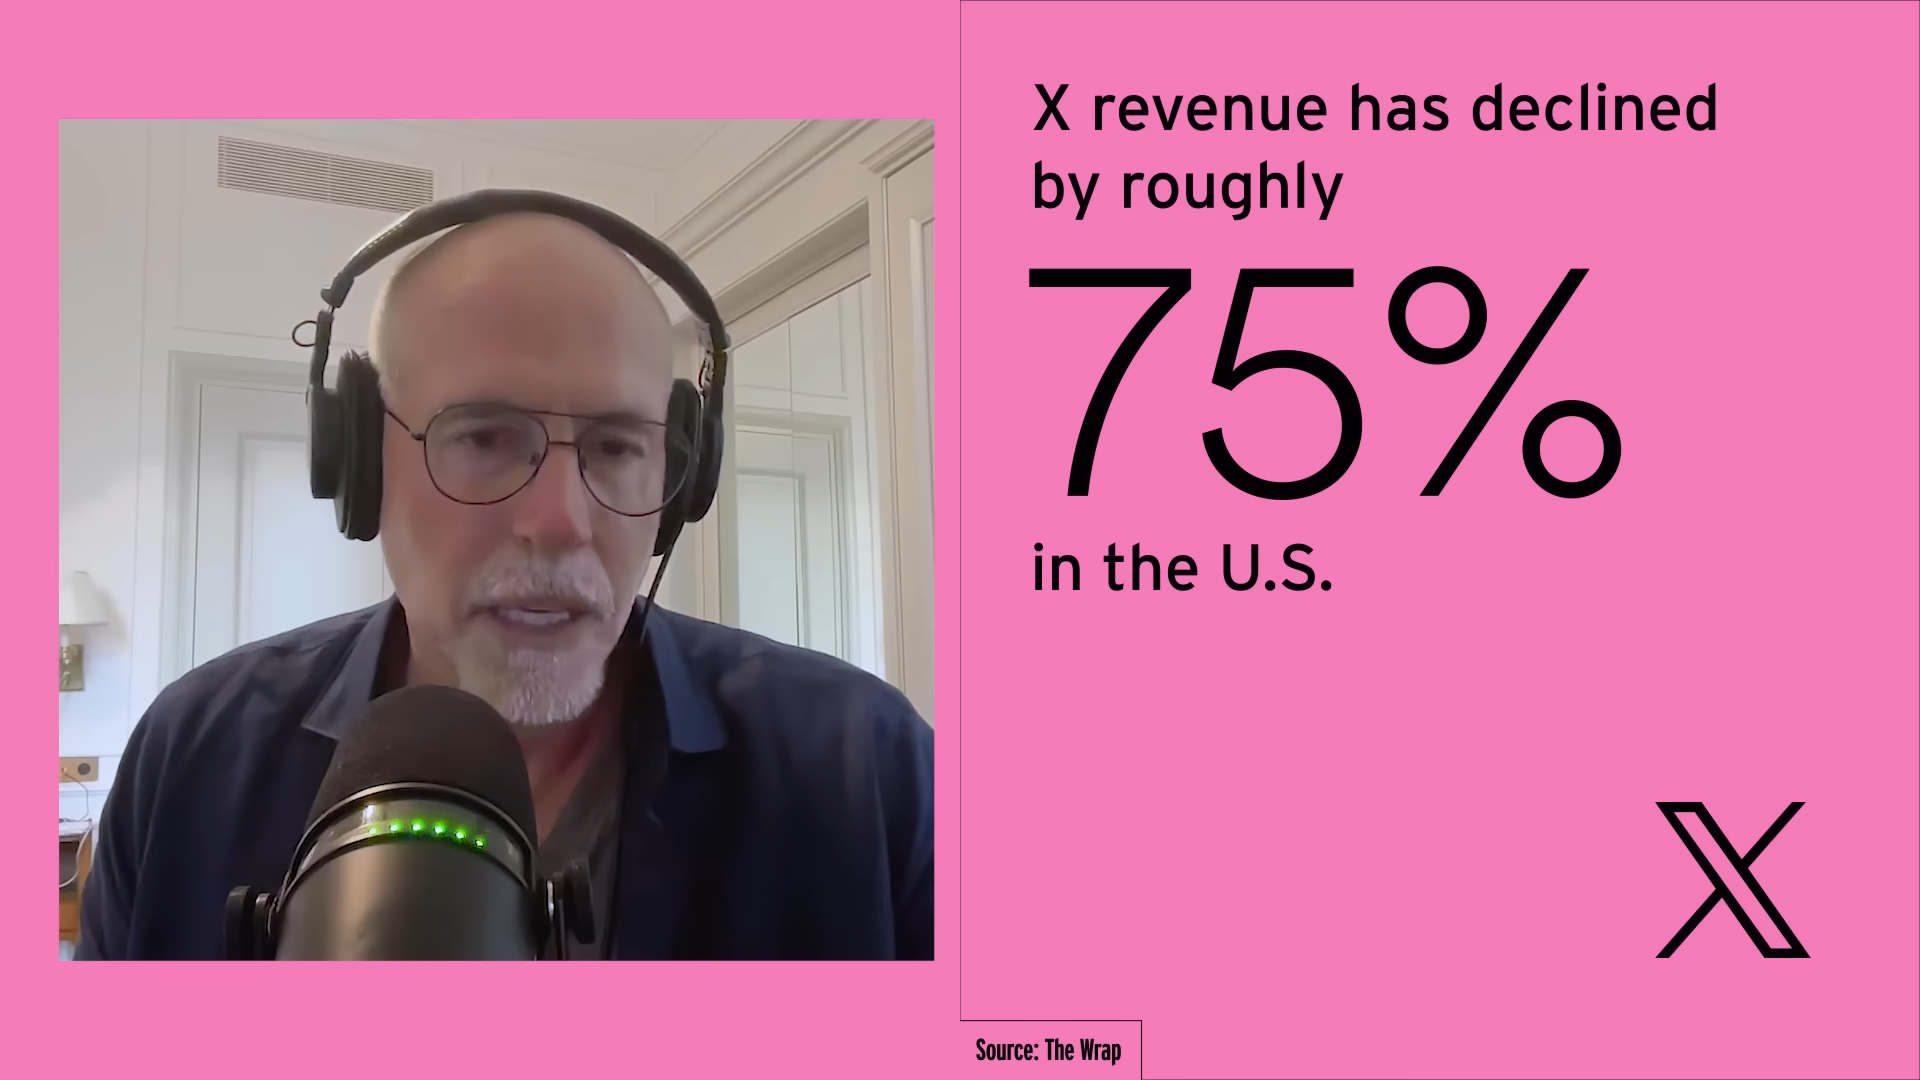 X revenue has declined
by roughly
75%
in the U.S.
Source: The Wrap